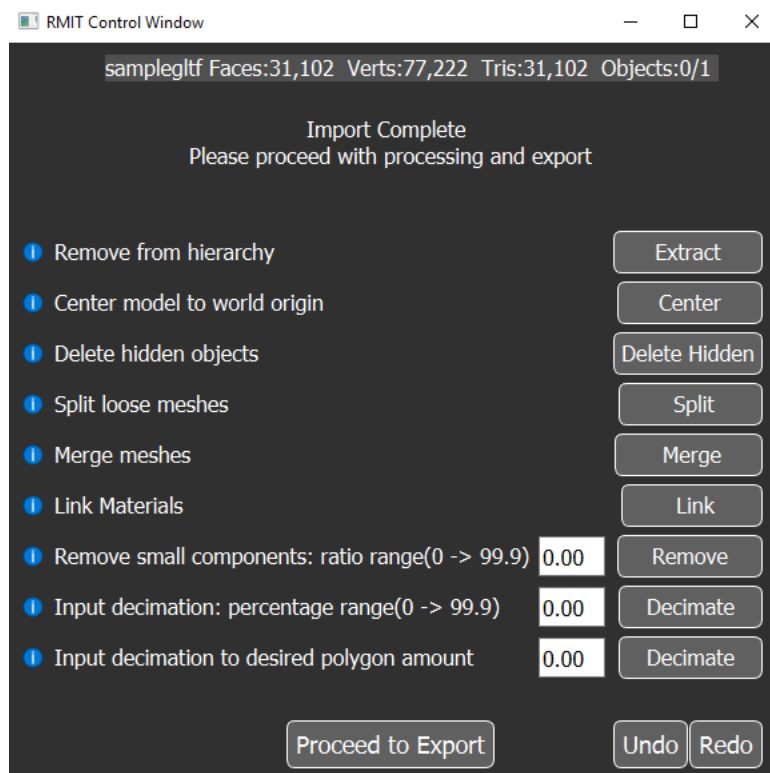 RMIT Control Window
samplegltf Faces:31,102 Verts:77,222 Tris:31,102 Objects:0/1
Import Complete
Please proceed with processing and export
Remove from hierarchy Extract
Center model to world origin Center
Delete hidden objects Delete Hidden
Split loose meshes Split
Merge meshes Merge
Link Materials Link
Remove small components: ratio range(0 -> 99.9) 0.00 Remove
Input decimation: percentage range(0 -> 99.9) 0.00 Decimate
Input decimation to desired polygon amount 0.00 Decimate
Proceed to Export Undo Redo